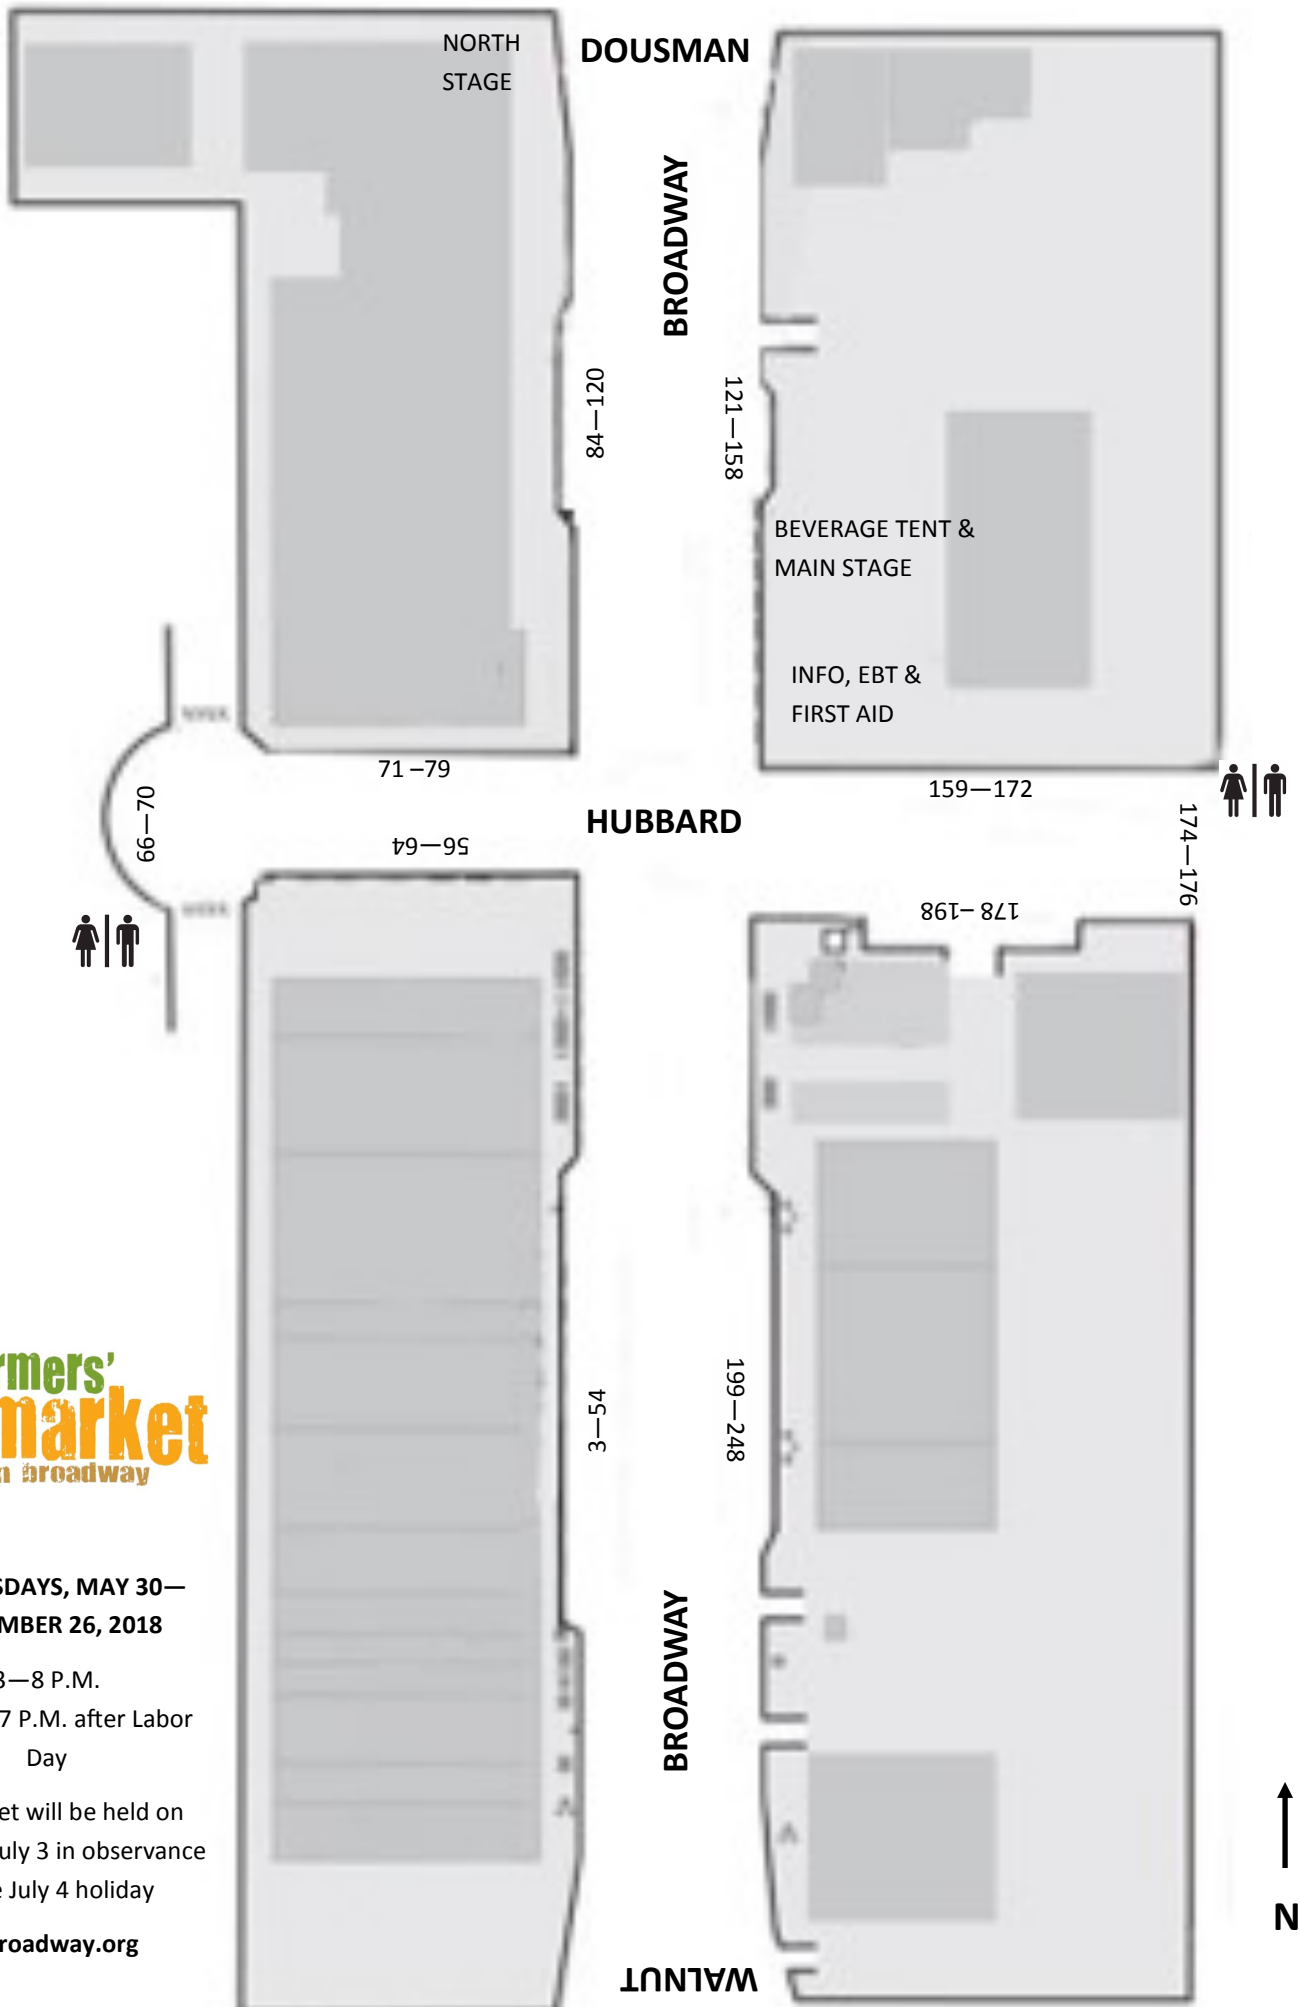 NORTH
STAGE
DOUSMAN
BROADWAY
84—120
121—158
BEVERAGE TENT &
MAIN STAGE
INFO, EBT &
FIRST AID
71 –79
159—172
66—70
HUBBARD
56—64
174—176
178 –198
3—54
199—248
rmers’
market
n broadway
SDAYS, MAY 30—
MBER 26, 2018
3—8 P.M.
7 P.M. after Labor
Day
et will be held on
uly 3 in observance
e July 4 holiday
roadway.org
BROADWAY
WALNUT
N